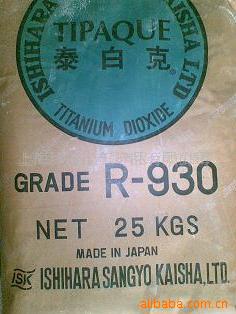 ISHIHARA SANGYO KAISHA LTD
TIPAQUE
泰白克®
TITANIUM DIOXIDE
GRADE R-930
NET 25 KGS
MADE IN JAPAN
ISK ISHIHARA SANGYO KAISHA, LTD.
alibaba.com.cn